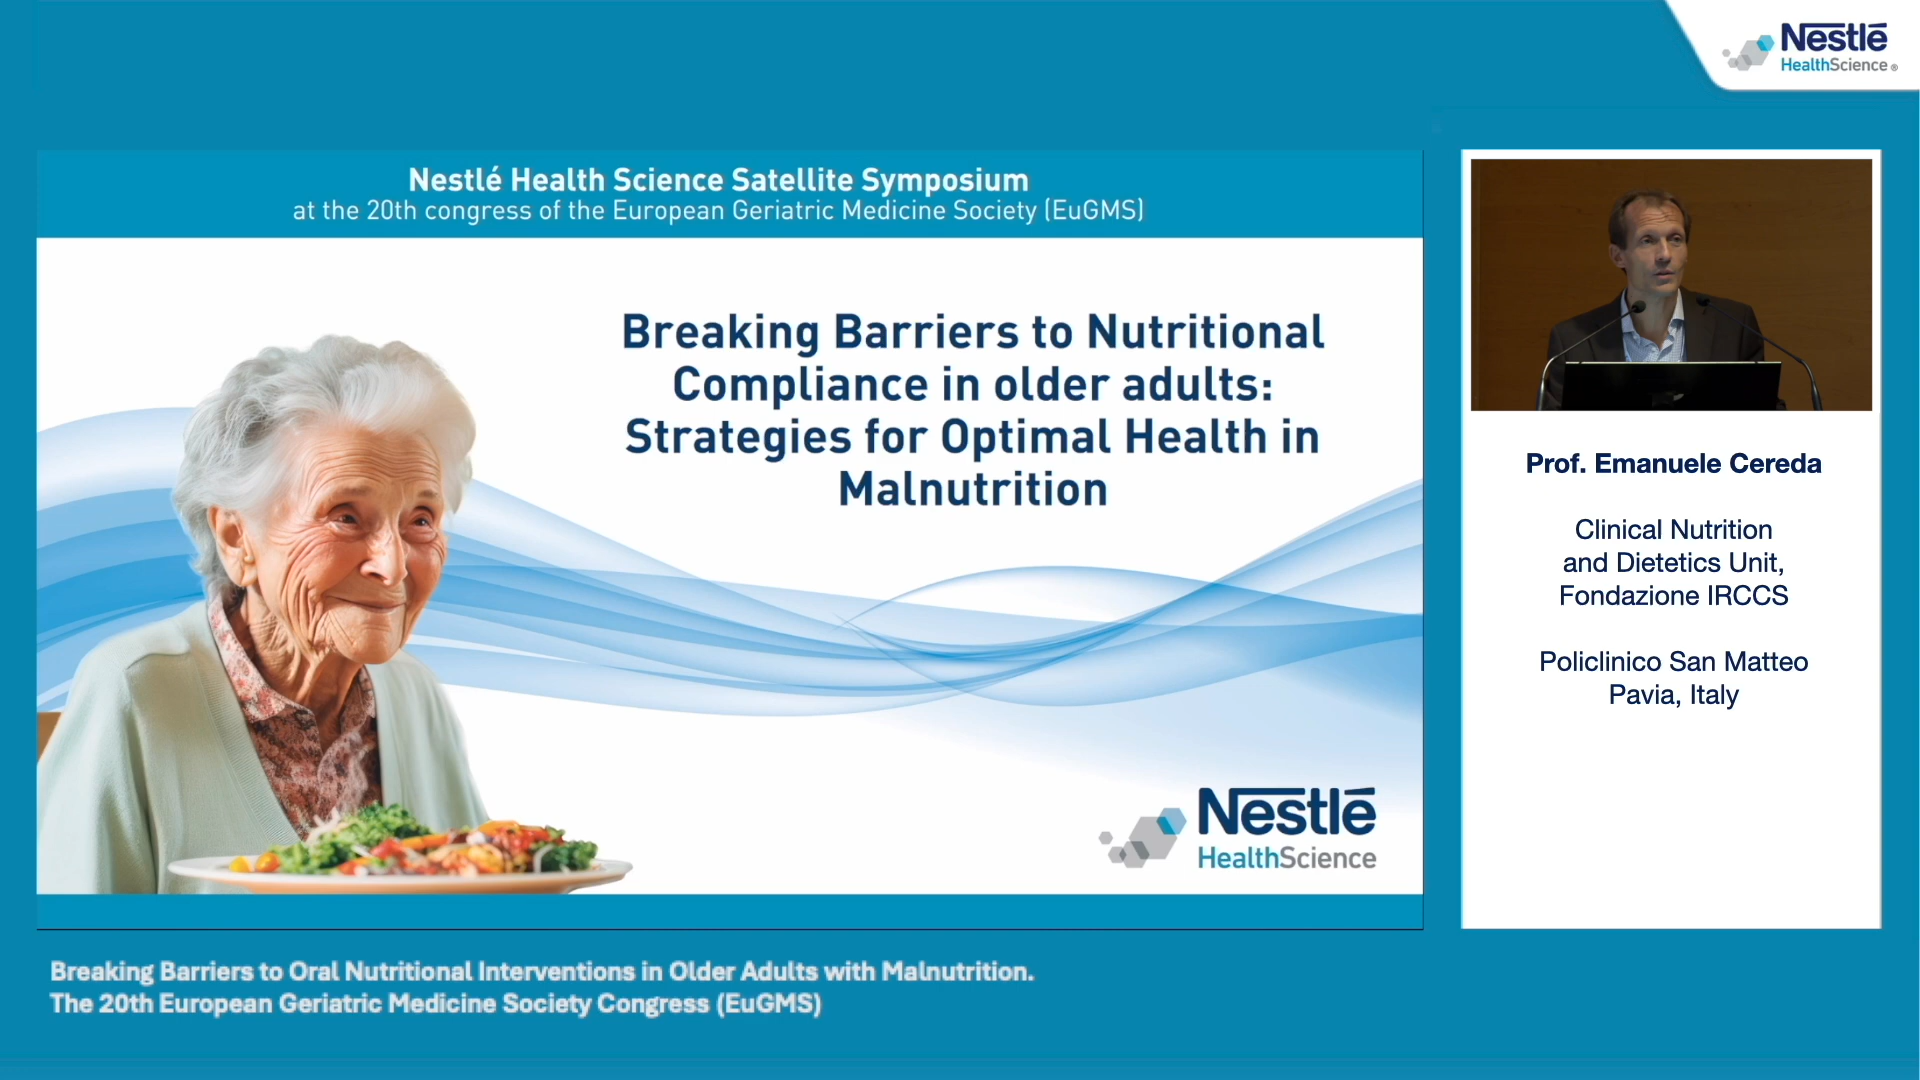 Nestlé
HealthScience®
Nestlé Health Science Satellite Symposium
at the 20th congress of the European Geriatric Medicine Society (EuGMS)
Breaking Barriers to Nutritional
Compliance in older adults:
Strategies for Optimal Health in
Malnutrition
Nestlé
HealthScience
Prof. Emanuele Cereda
Clinical Nutrition
and Dietetics Unit,
Fondazione IRCCS
Policlinico San Matteo
Pavia, Italy
Breaking Barriers to Oral Nutritional Interventions in Older Adults with Malnutrition.
The 20th European Geriatric Medicine Society Congress (EuGMS)